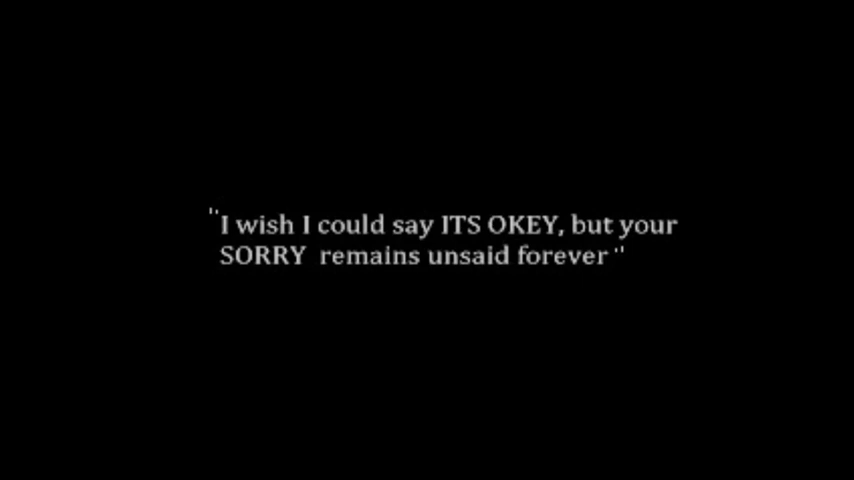 "I wish I could say ITS OKEY, but your
SORRY remains unsaid forever"